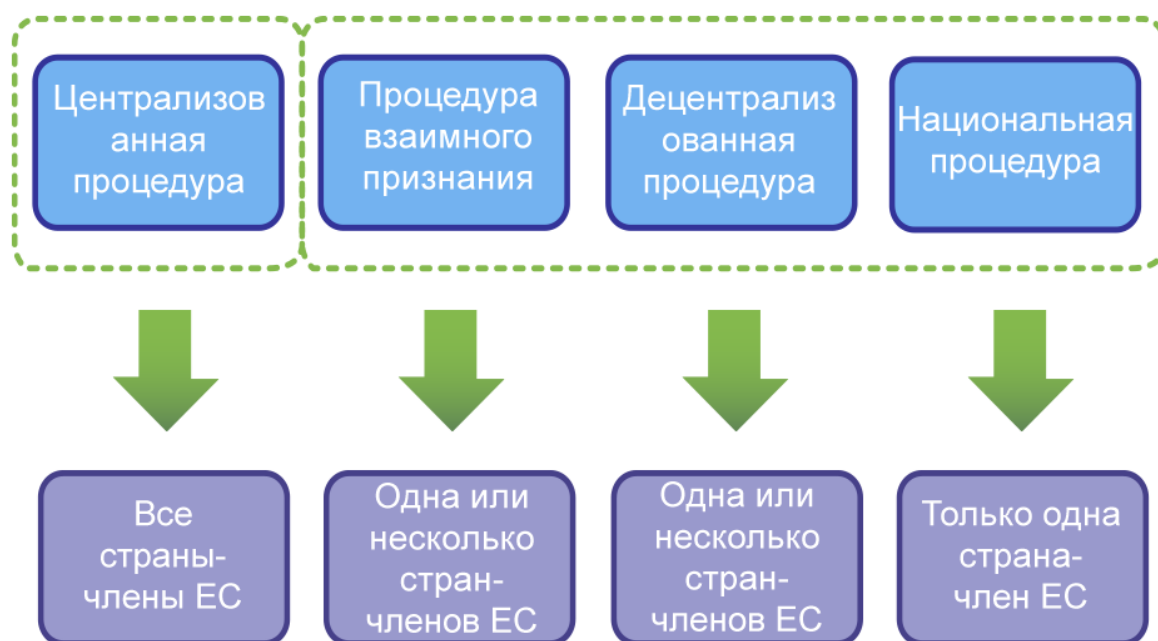 Централизов
анная
процедура
Процедура
взаимного
признания
Децентрализ
ованная
процедура
Национальная
процедура
Все
страны-
члены ЕС
Одна или
несколько
стран-
членов ЕС
Одна или
несколько
стран-
членов ЕС
Только одна
страна-
член ЕС